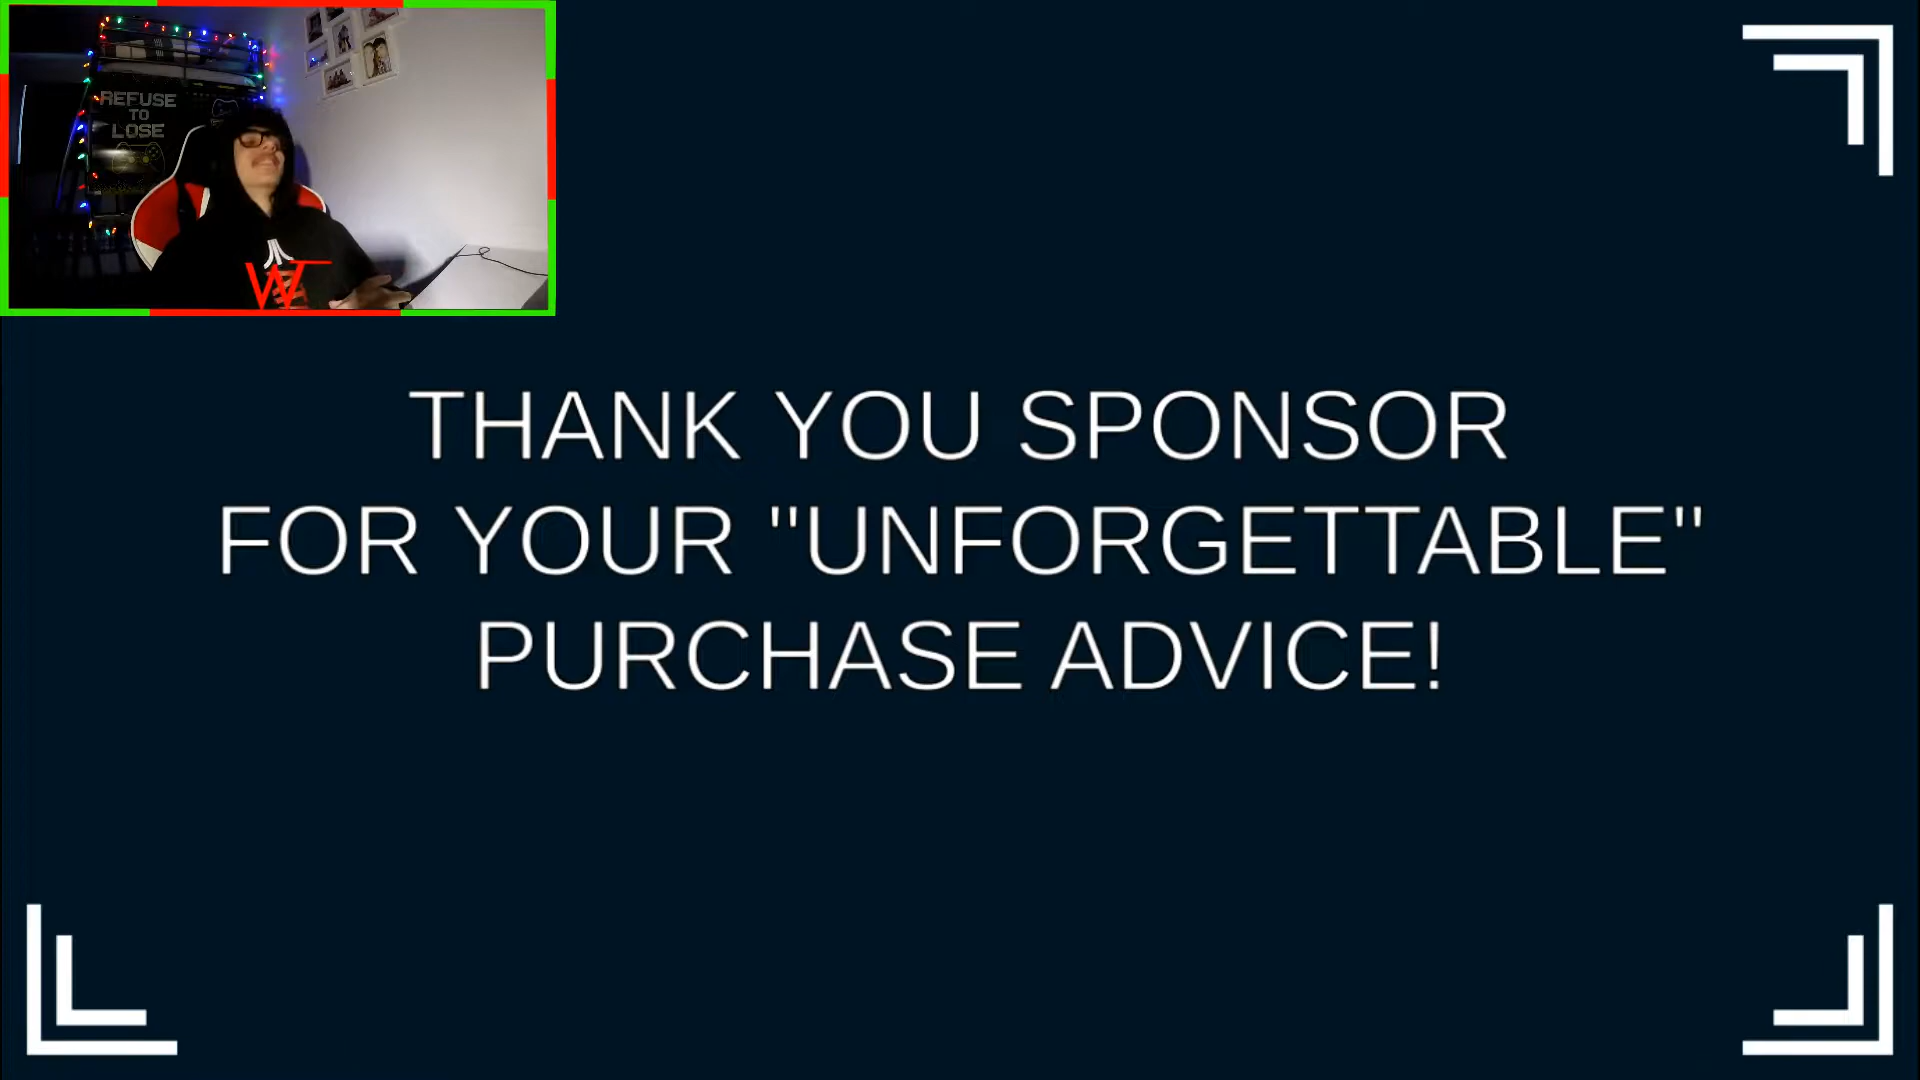 REFUSE
TO
LOSE
W
THANK YOU SPONSOR
FOR YOUR "UNFORGETTABLE"
PURCHASE ADVICE!